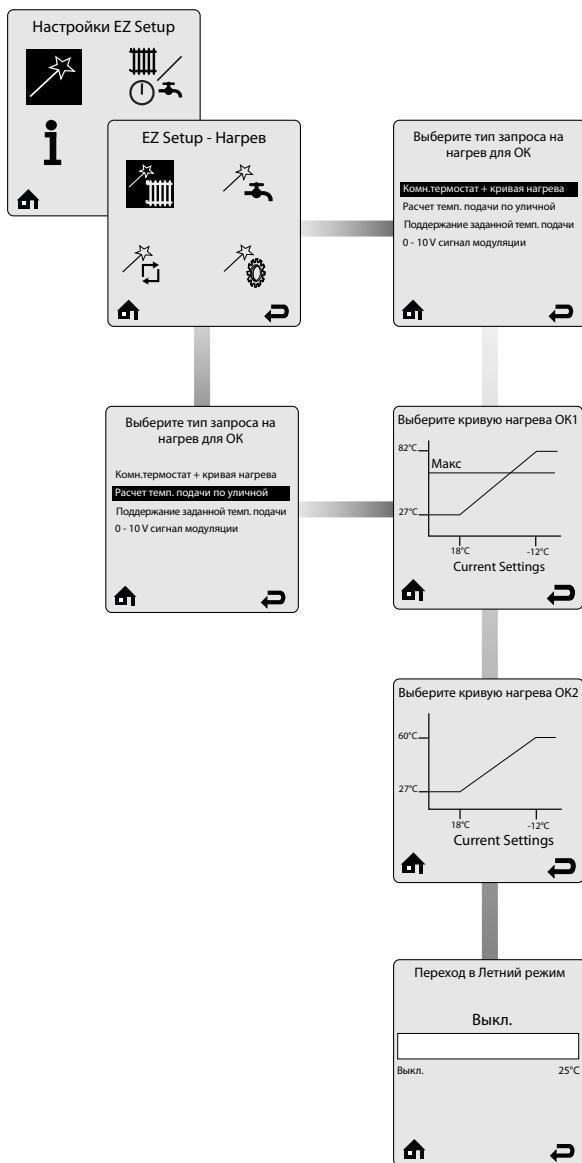 Настройки EZ Setup
EZ Setup - Нагрев
Выберите тип запроса на
нагрев для ОК
Комн.термостат + кривая нагрева
Расчет темп. подачи по уличной
Поддержание заданной темп. подачи
0 - 10 V сигнал модуляции
Выберите тип запроса на
нагрев для ОК
Комн.термостат + кривая нагрева
Расчет темп. подачи по уличной
Поддержание заданной темп. подачи
0 - 10 V сигнал модуляции
Выберите кривую нагрева ОК1
82°C
Макс
27°C
18°C
-12°C
Current Settings
Выберите кривую нагрева ОК2
60°C
27°C
18°C
-12°C
Current Settings
Переход в Летний режим
Выкл.
Выкл.
25°C